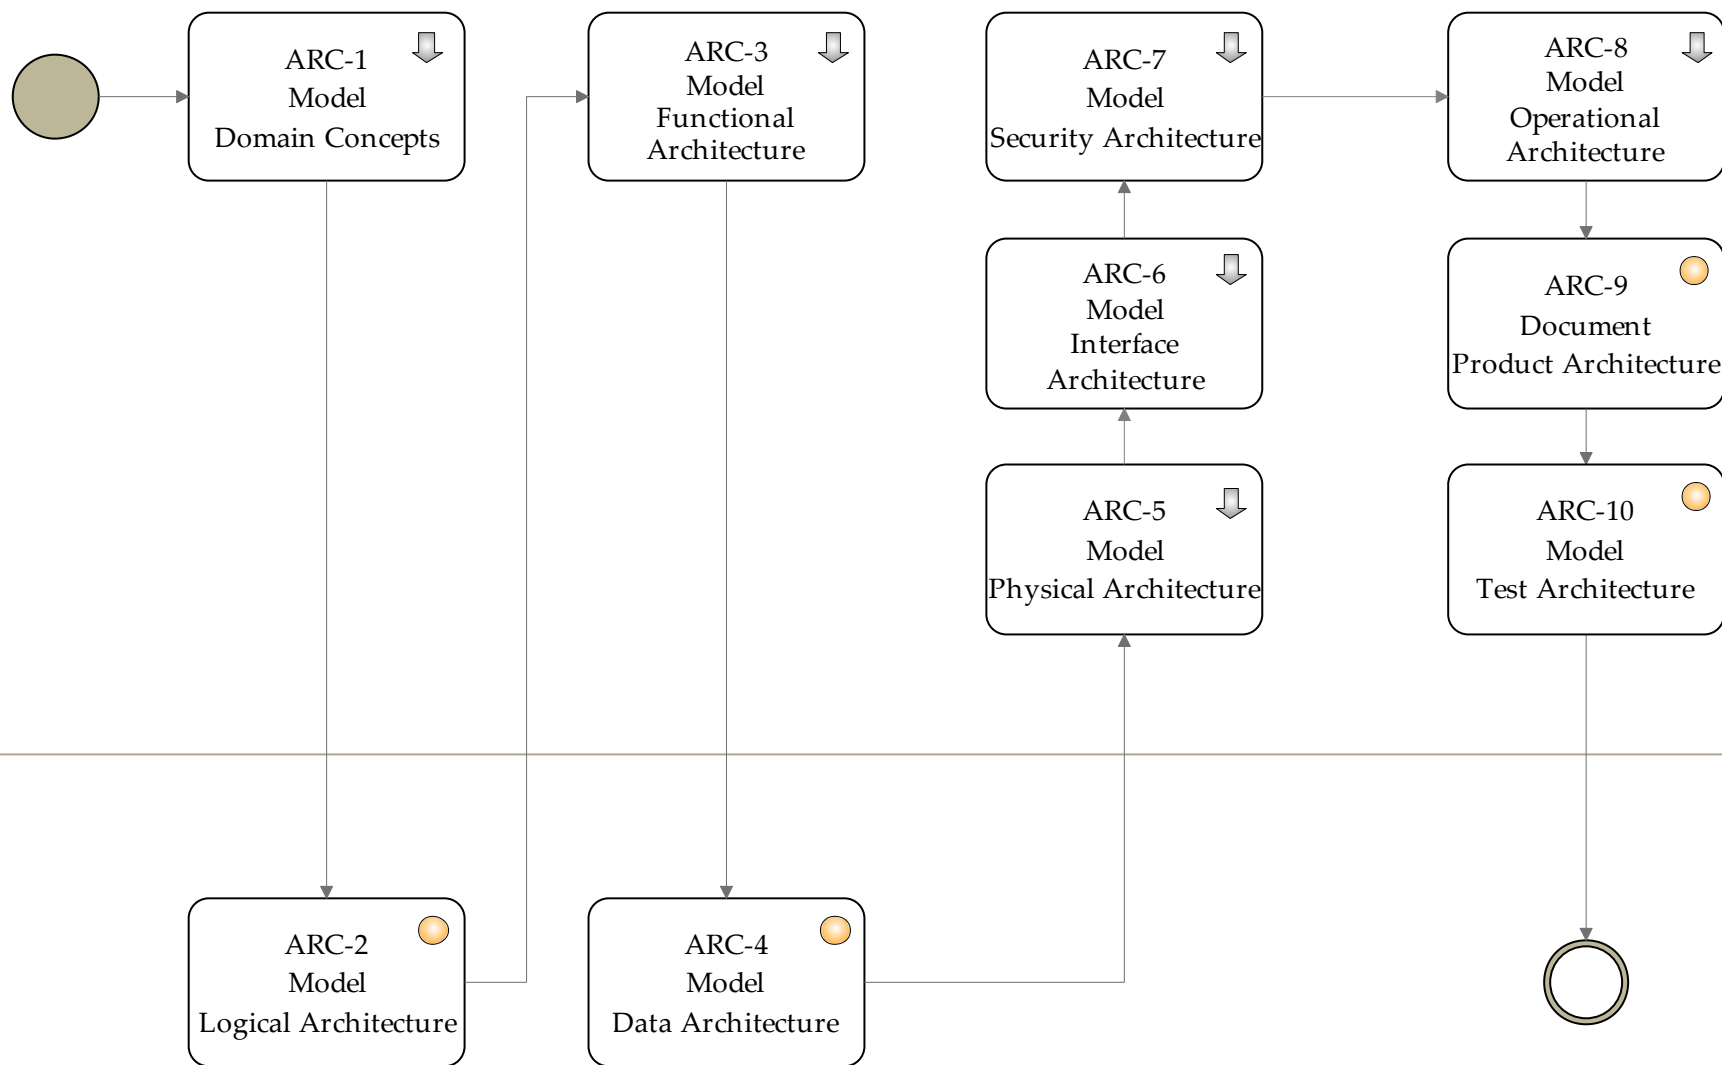 ARC-1
Model
Domain Concepts
ARC-3
Model
Functional
Architecture
ARC-7
Model
Security Architecture
ARC-8
Model
Operational
Architecture
ARC-6
Model
Interface
Architecture
ARC-9
Document
Product Architecture
ARC-5
Model
Physical Architecture
ARC-10
Model
Test Architecture
ARC-2
Model
Logical Architecture
ARC-4
Model
Data Architecture